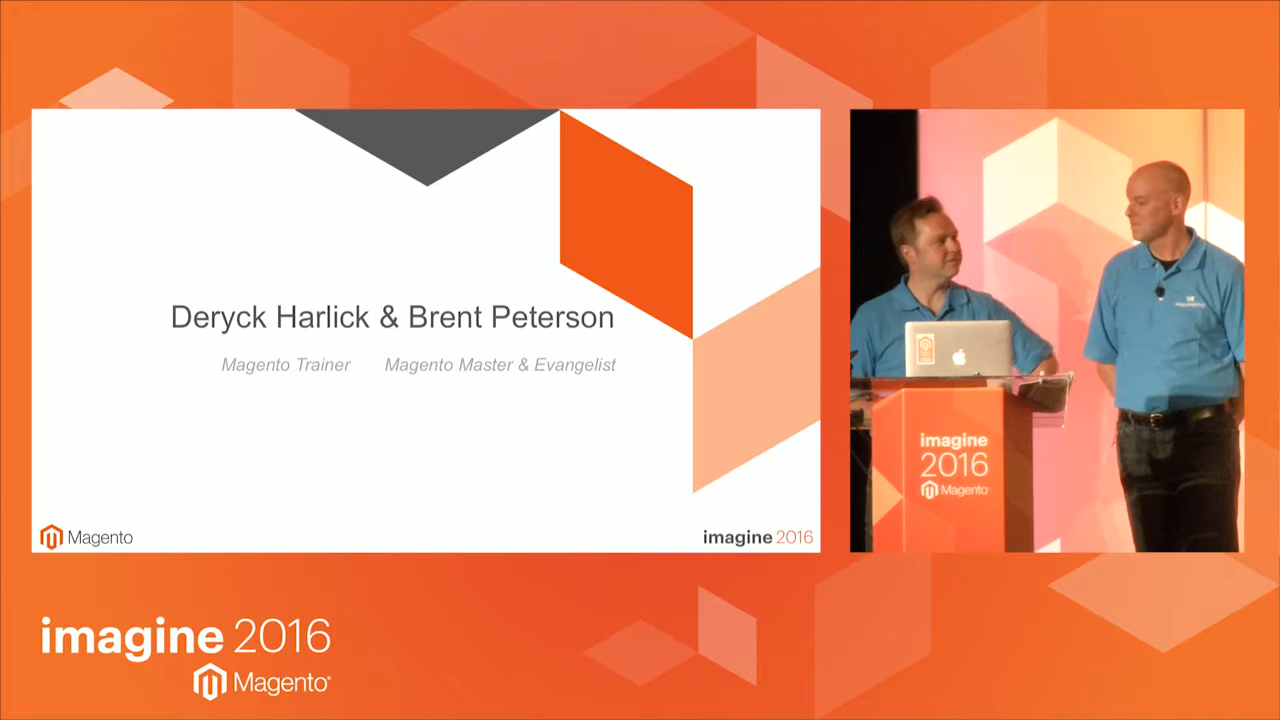 Deryck Harlick & Brent Peterson
Magento Trainer Magento Master & Evangelist
Magento
imagine 2016
imagine
2016
Magento
imagine 2016
Magento